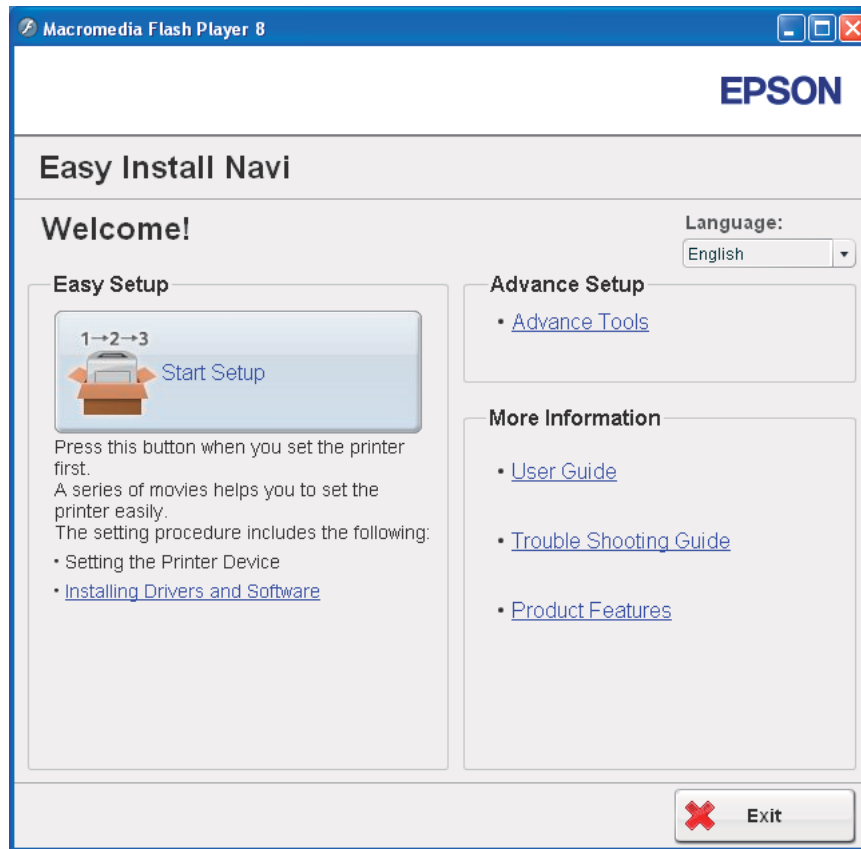 Macromedia Flash Player 8
EPSON
Easy Install Navi
Welcome!
Language:
English
Easy Setup
1→2→3
Start Setup
Press this button when you set the printer
first.
A series of movies helps you to set the
printer easily.
The setting procedure includes the following:
• Setting the Printer Device
• Installing Drivers and Software
Advance Setup
• Advance Tools
More Information
• User Guide
• Trouble Shooting Guide
• Product Features
Exit